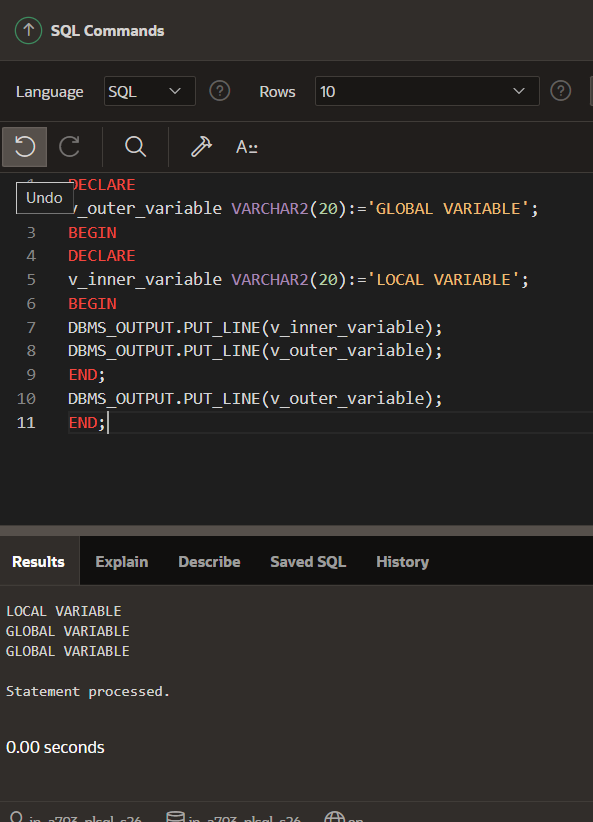 SQL Commands
Language SQL Rows 10
A::
DECLARE
Undo v_outer_variable VARCHAR2(20):='GLOBAL VARIABLE';
3 BEGIN
4 DECLARE
5 v_inner_variable VARCHAR2(20):='LOCAL VARIABLE';
6 BEGIN
7 DBMS_OUTPUT.PUT_LINE(v_inner_variable);
8 DBMS_OUTPUT.PUT_LINE(v_outer_variable);
9 END;
10 DBMS_OUTPUT.PUT_LINE(v_outer_variable);
11 END;
Results Explain Describe Saved SQL History
LOCAL VARIABLE
GLOBAL VARIABLE
GLOBAL VARIABLE
Statement processed.
0.00 seconds